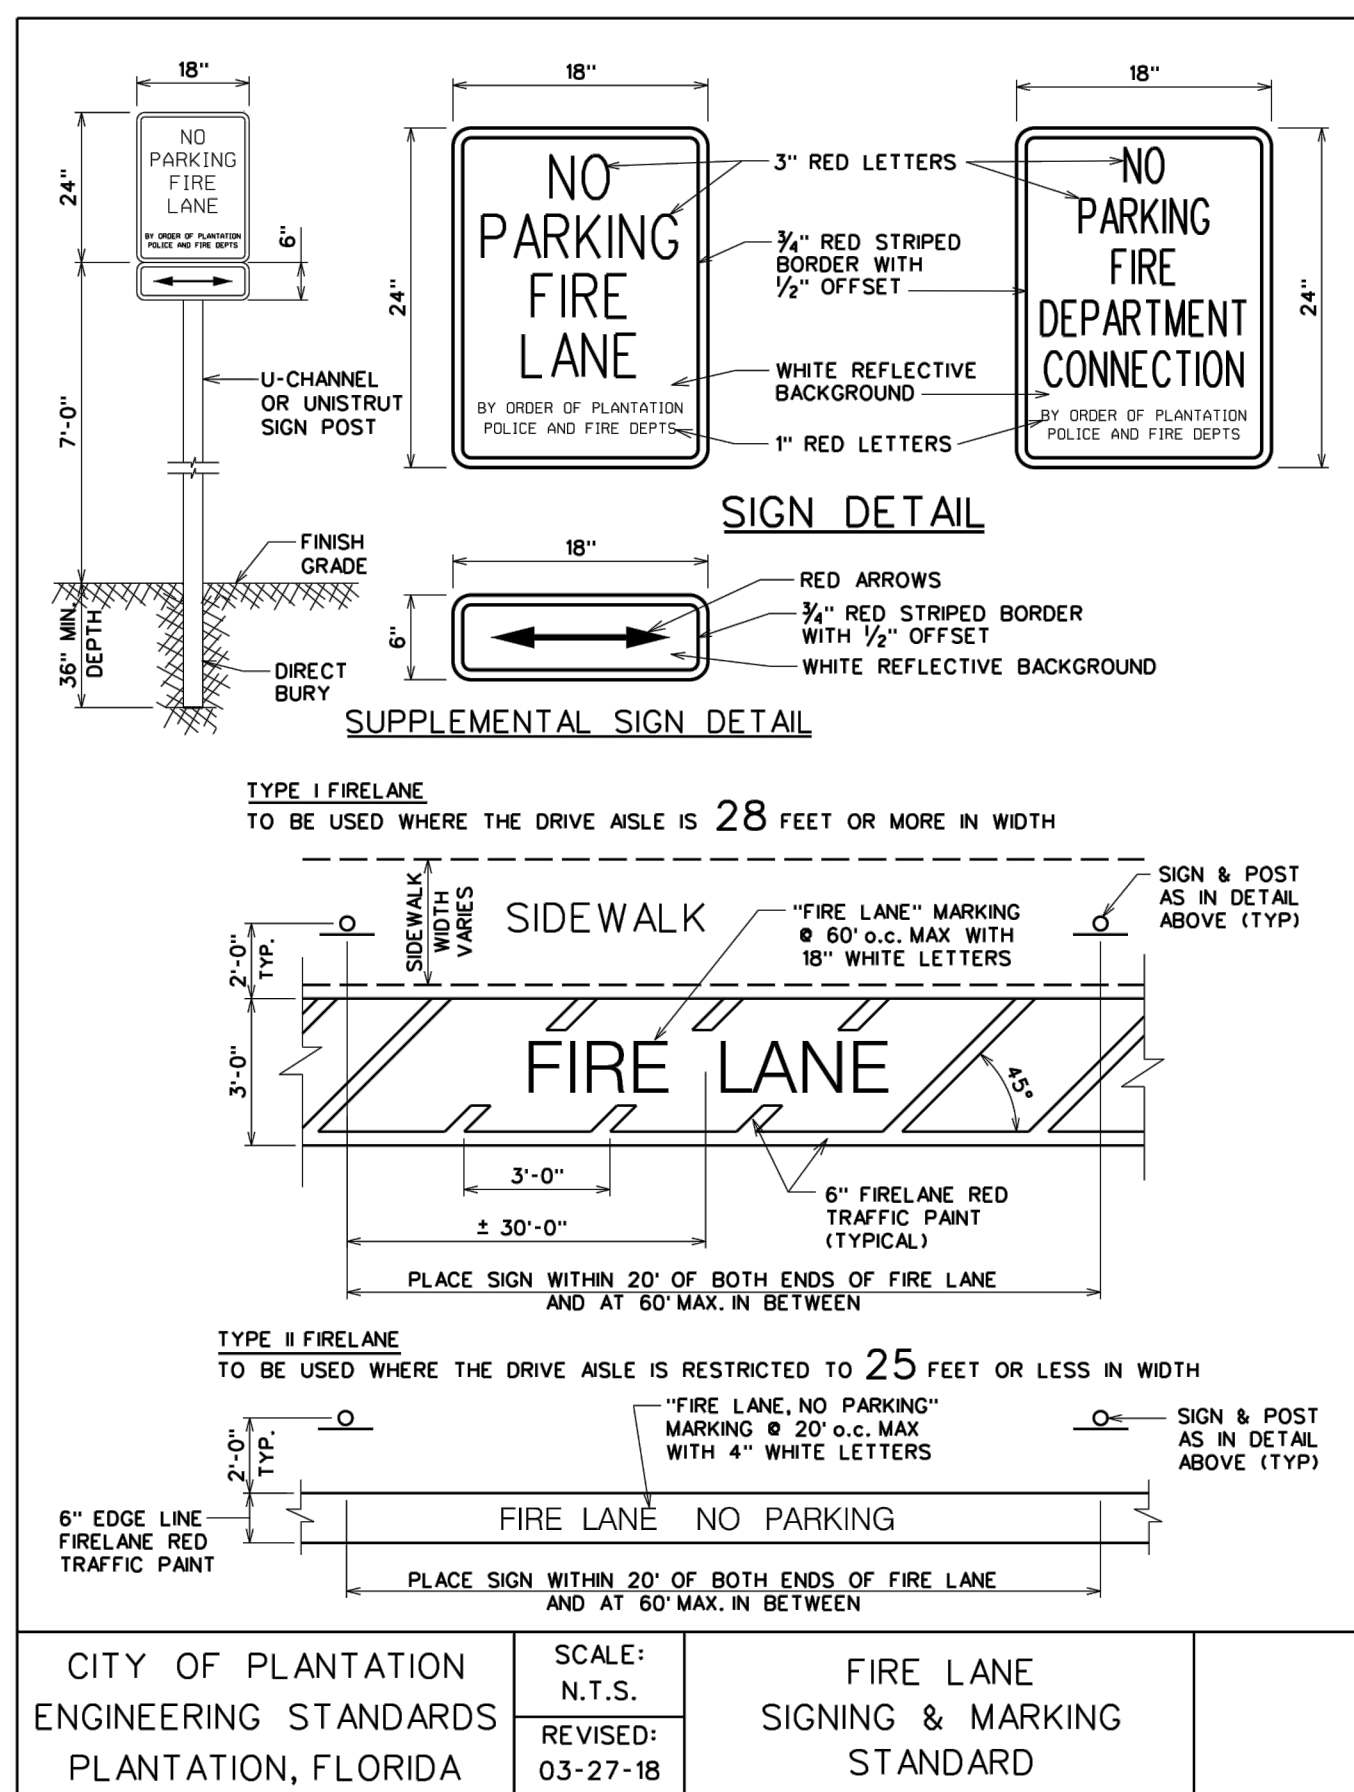 18"
24"
NO
PARKING
FIRE
LANE
BY ORDER OF PLANTATION
POLICE AND FIRE DEPTS
6"
7'-0"
U-CHANNEL
OR UNISTRUT
SIGN POST
FINISH
GRADE
36" MIN.
DEPTH
DIRECT
BURY
18"
24"
NO
PARKING
FIRE
LANE
BY ORDER OF PLANTATION
POLICE AND FIRE DEPTS
3" RED LETTERS
¾" RED STRIPED
BORDER WITH
½" OFFSET
WHITE REFLECTIVE
BACKGROUND
1" RED LETTERS
18"
24"
NO
PARKING
FIRE
DEPARTMENT
CONNECTION
BY ORDER OF PLANTATION
POLICE AND FIRE DEPTS
SIGN DETAIL
18"
6"
RED ARROWS
¾" RED STRIPED BORDER
WITH ½" OFFSET
WHITE REFLECTIVE BACKGROUND
SUPPLEMENTAL SIGN DETAIL
TYPE I FIRELANE
TO BE USED WHERE THE DRIVE AISLE IS 28 FEET OR MORE IN WIDTH
SIDEWALK
WIDTH
VARIES
SIDEWALK
"FIRE LANE" MARKING
@ 60' o.c. MAX WITH
18" WHITE LETTERS
SIGN & POST
AS IN DETAIL
ABOVE (TYP)
2'-0"
TYP.
3'-0"
FIRE LANE
45°
3'-0"
± 30'-0"
6" FIRELANE RED
TRAFFIC PAINT
(TYPICAL)
PLACE SIGN WITHIN 20' OF BOTH ENDS OF FIRE LANE
AND AT 60' MAX. IN BETWEEN
TYPE II FIRELANE
TO BE USED WHERE THE DRIVE AISLE IS RESTRICTED TO 25 FEET OR LESS IN WIDTH
"FIRE LANE, NO PARKING"
MARKING @ 20' o.c. MAX
WITH 4" WHITE LETTERS
SIGN & POST
AS IN DETAIL
ABOVE (TYP)
2'-0"
TYP.
6" EDGE LINE
FIRELANE RED
TRAFFIC PAINT
FIRE LANE NO PARKING
PLACE SIGN WITHIN 20' OF BOTH ENDS OF FIRE LANE
AND AT 60' MAX. IN BETWEEN
CITY OF PLANTATION
ENGINEERING STANDARDS
PLANTATION, FLORIDA
SCALE:
N.T.S.
REVISED:
03-27-18
FIRE LANE
SIGNING & MARKING
STANDARD